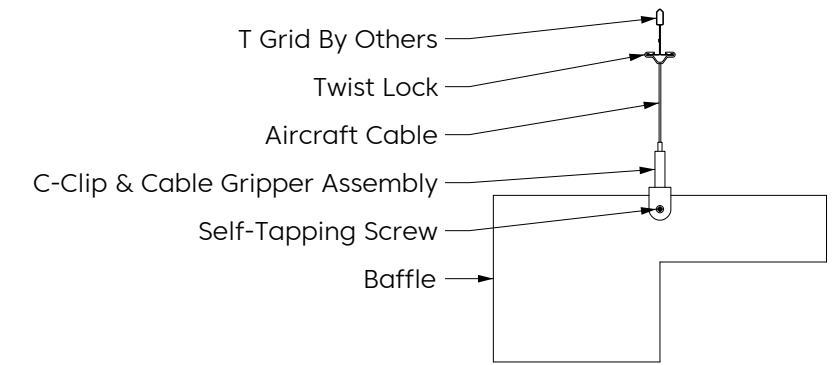 T Grid By Others
Twist Lock
Aircraft Cable
C-Clip & Cable Gripper Assembly
Self-Tapping Screw
Baffle